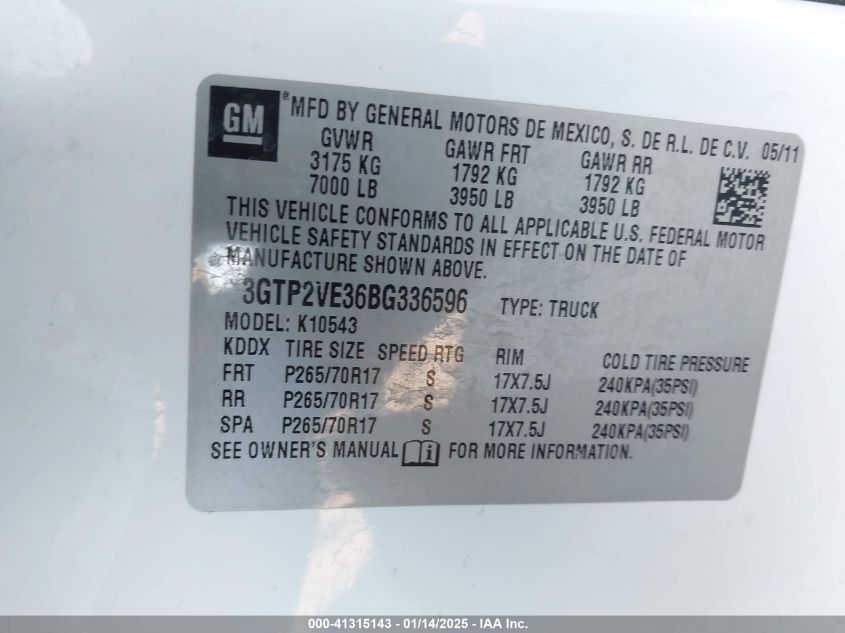 GM
*MFD BY GENERAL MOTORS DE MEXICO, S. DE R.L. DE C.V. 05/11
GVWR GAWR FRT GAWR RR
3175 KG 1792 KG 1792 KG
7000 LB 3950 LB 3950 LB
THIS VEHICLE CONFORMS TO ALL APPLICABLE U.S. FEDERAL MOTOR
VEHICLE SAFETY STANDARDS IN EFFECT ON THE DATE OF
MANUFACTURE SHOWN ABOVE.
3GTP2VE36BG336596 TYPE: TRUCK
MODEL: K10543
KDDX TIRE SIZE SPEED RTG RIM COLD TIRE PRESSURE
FRT P265/70R17 S 17X7.5J 240KPA(35PSI)
RR P265/70R17 S 17X7.5J 240KPA(35PSI)
SPA P265/70R17 S 17X7.5J 240KPA(35PSI)
SEE OWNER'S MANUAL i FOR MORE INFORMATION.
000-41315143 - 01/14/2025 - IAA Inc.